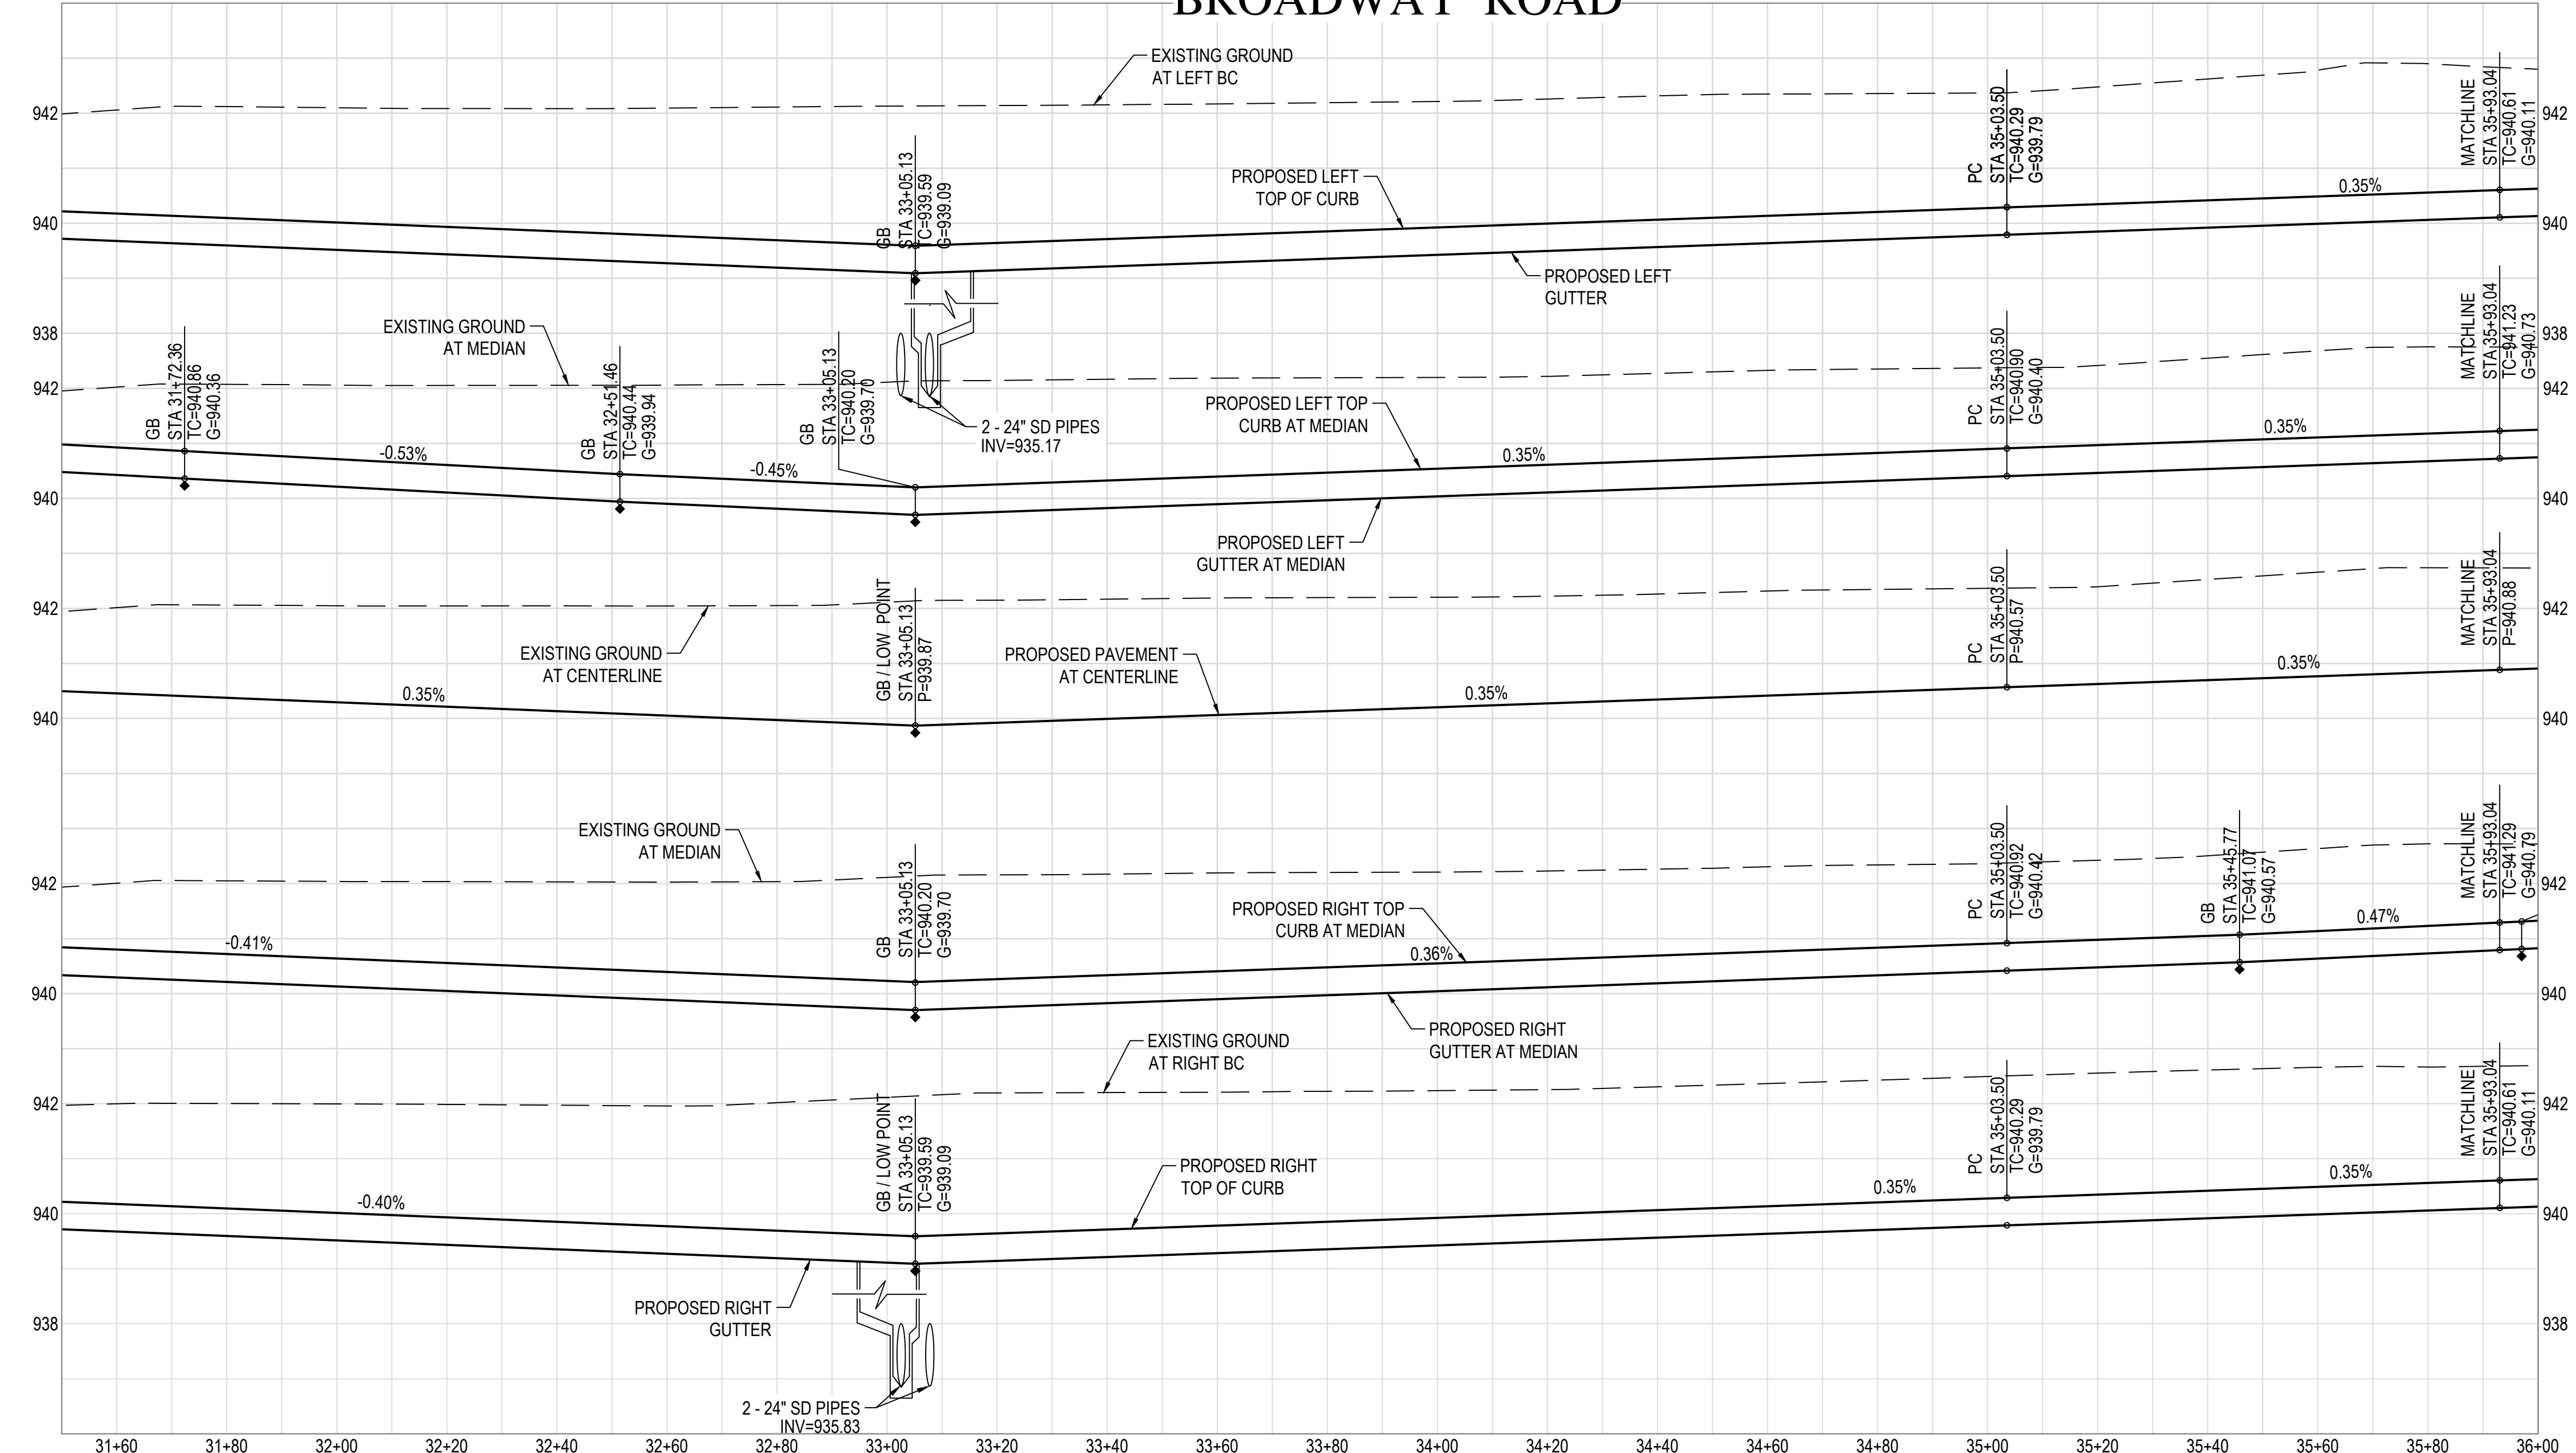 BROADWAY ROAD
EXISTING GROUND
AT LEFT BC
942
942
GB
STA 33+05.13
TC=939.59
G=939.09
PROPOSED LEFT
TOP OF CURB
PC
STA 35+03.50
TC=940.29
G=939.79
0.35%
MATCHLINE
STA 35+93.04
TC=940.61
G=940.11
940
940
PROPOSED LEFT
GUTTER
938
938
EXISTING GROUND
AT MEDIAN
GB
STA 31+72.36
TC=940.86
G=940.36
-0.53%
GB
STA 32+51.46
TC=940.44
G=939.94
-0.45%
GB
STA 33+05.13
TC=940.20
G=939.70
2 - 24" SD PIPES
INV=935.17
PROPOSED LEFT TOP
CURB AT MEDIAN
0.35%
PC
STA 35+03.50
TC=940.90
G=940.40
0.35%
MATCHLINE
STA 35+93.04
TC=941.23
G=940.73
942
942
940
940
PROPOSED LEFT
GUTTER AT MEDIAN
942
942
EXISTING GROUND
AT CENTERLINE
0.35%
GB / LOW POINT
STA 33+05.13
P=939.87
PROPOSED PAVEMENT
AT CENTERLINE
0.35%
PC
STA 35+03.50
P=940.57
0.35%
MATCHLINE
STA 35+93.04
P=940.88
940
940
EXISTING GROUND
AT MEDIAN
942
942
-0.41%
GB
STA 33+05.13
TC=940.20
G=939.70
PROPOSED RIGHT TOP
CURB AT MEDIAN
0.36%
PC
STA 35+03.50
TC=940.92
G=940.42
GB
STA 35+45.77
TC=941.07
G=940.57
0.47%
MATCHLINE
STA 35+93.04
TC=941.29
G=940.79
940
940
PROPOSED RIGHT
GUTTER AT MEDIAN
EXISTING GROUND
AT RIGHT BC
942
942
-0.40%
GB / LOW POINT
STA 33+05.13
TC=939.59
G=939.09
PROPOSED RIGHT
TOP OF CURB
0.35%
PC
STA 35+03.50
TC=940.29
G=939.79
0.35%
MATCHLINE
STA 35+93.04
TC=940.61
G=940.11
940
940
PROPOSED RIGHT
GUTTER
938
938
2 - 24" SD PIPES
INV=935.83
31+60 31+80 32+00 32+20 32+40 32+60 32+80 33+00 33+20 33+40 33+60 33+80 34+00 34+20 34+40 34+60 34+80 35+00 35+20 35+40 35+60 35+80 36+00